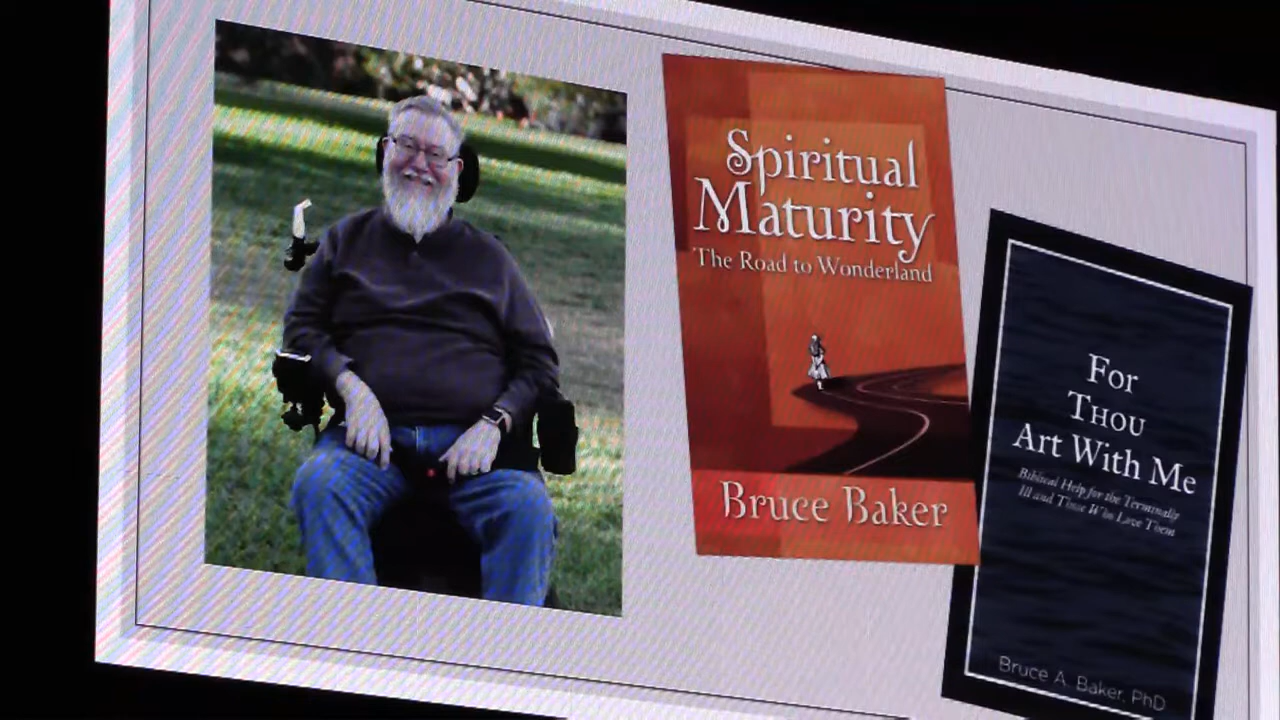 Spiritual
Maturity
The Road to Wonderland
Bruce Baker
For
Thou
Art With Me
Biblical Help for the Terminally
Ill and Those Who Love Them
Bruce A. Baker, PhD